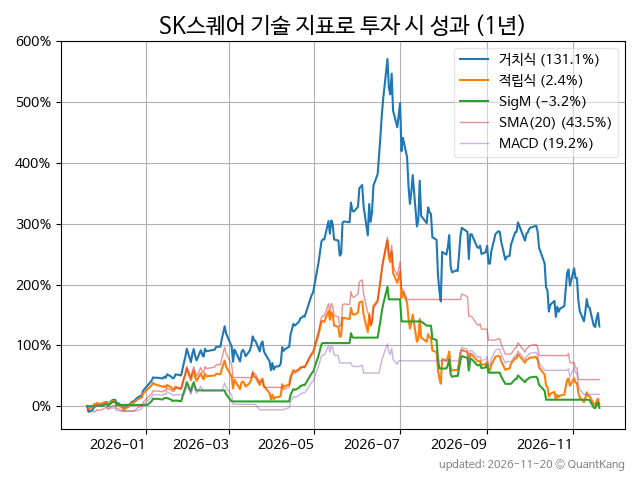 SK스퀘어 기술 지표로 투자 시 성과 (1년)
600%
500%
400%
300%
200%
100%
0%
거치식 (131.1%)
적립식 (2.4%)
SigM (−3.2%)
SMA(20) (43.5%)
MACD (19.2%)
2026-01
2026-03
2026-05
2026-07
2026-09
2026-11
updated: 2026-11-20 © QuantKang